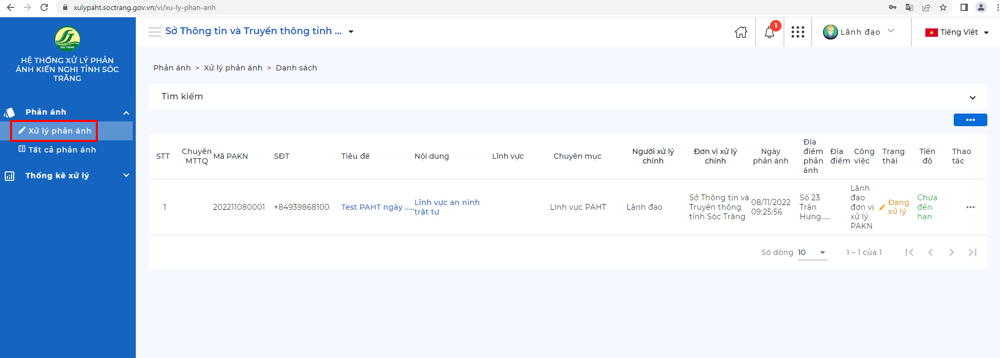 xulypaht.soctrang.gov.vn/vi/xu-ly-phan-anh
SÓC TRĂNG
HỆ THỐNG XỬ LÝ PHẢN
ÁNH KIẾN NGHỊ TỈNH SÓC
TRĂNG
Phản ánh
Xử lý phản ánh
Tất cả phản ánh
Thống kê xử lý
Sở Thông tin và Truyền thông tỉnh ...
1
Lãnh đạo
Tiếng Việt
Phản ánh > Xử lý phản ánh > Danh sách
Tìm kiếm
STT
Chuyển
MTTQ
Mã PAKN
SĐT
Tiêu đề
Nội dung
Lĩnh vực
Chuyên mục
Người xử lý
chính
Đơn vị xử lý
chính
Ngày
phản ánh
Địa
điểm
phản
ánh
Địa
điểm
Công
việc
Trạng
thái
Tiến
độ
Thao
tác
1
202211080001
+84939868100
Test PAHT ngày .....
Lĩnh vực an ninh
trật tự
Lĩnh vực PAHT
Lãnh đạo
Sở Thông tin và
Truyền thông
tỉnh Sóc Trăng
08/11/2022
09:25:56
Số 23
Trần
Hưng.....
Lãnh
đạo
đơn vị
xử lý
PAKN
Đang
xử lý
Chưa
đến
hạn
Số dòng 10
1 – 1 của 1